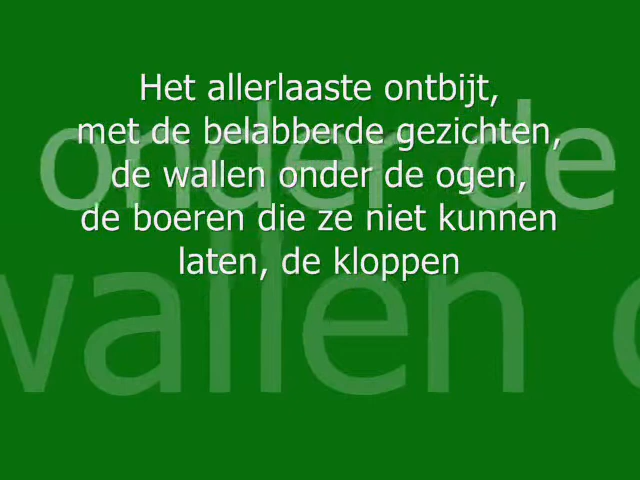 Het allerlaaste ontbijt,
met de belabberde gezichten,
de wallen onder de ogen,
de boeren die ze niet kunnen
laten, de kloppen
onder de
wallen